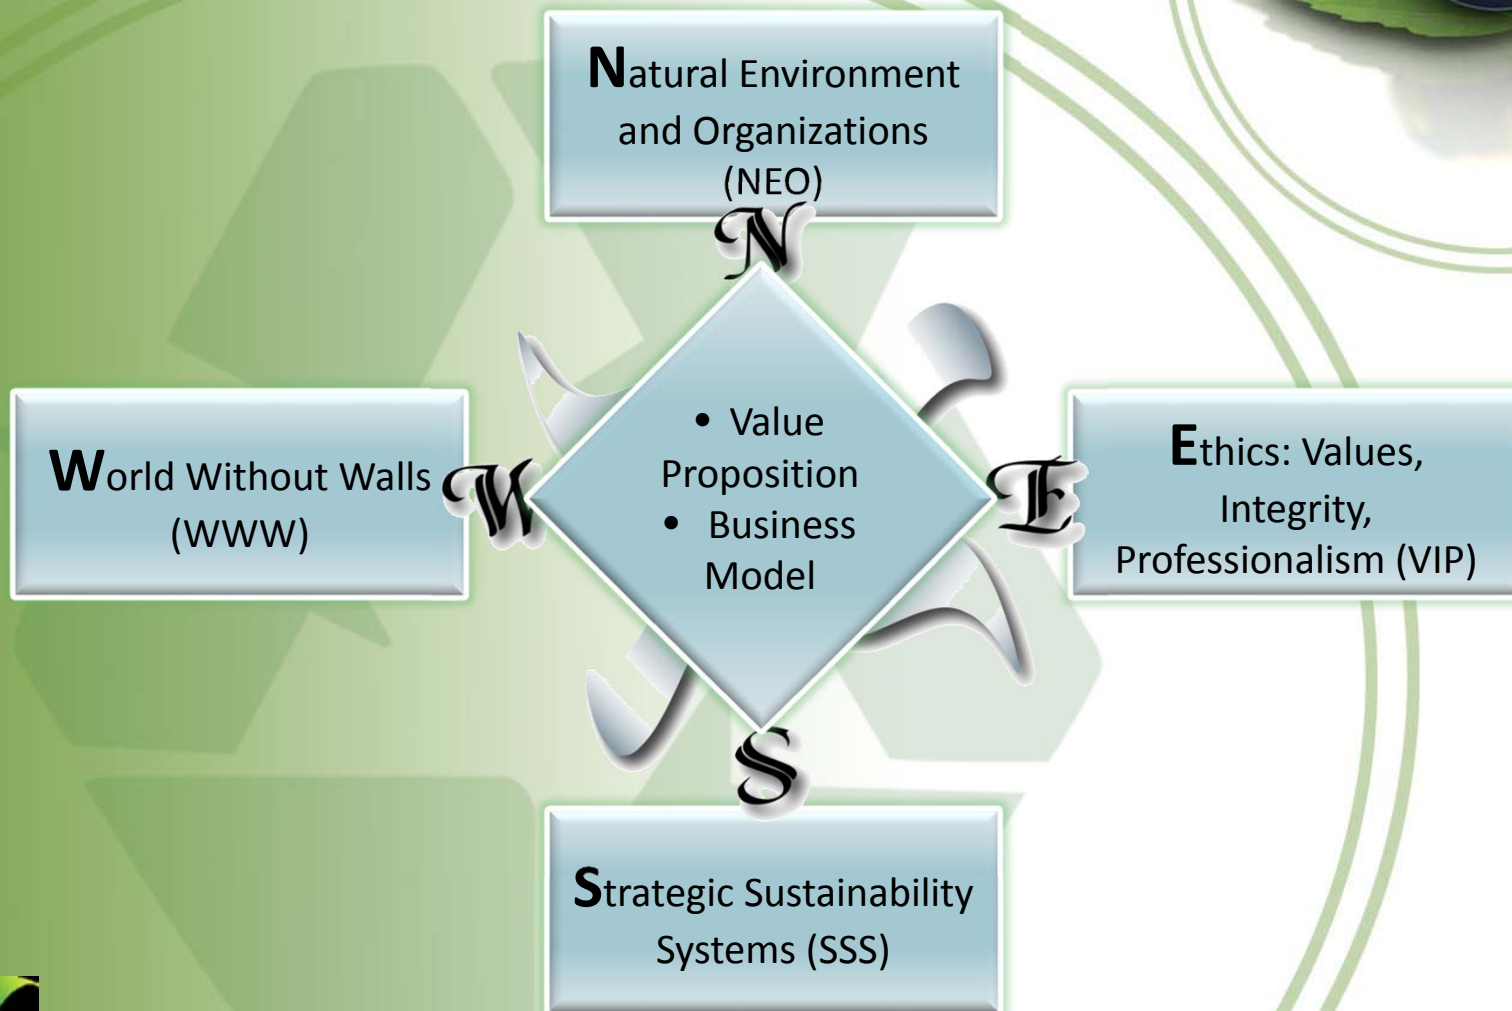 Natural Environment
and Organizations
(NEO)
N
World Without Walls
(WWW)
W
• Value
Proposition
• Business
Model
E
Ethics: Values,
Integrity,
Professionalism (VIP)
S
Strategic Sustainability
Systems (SSS)